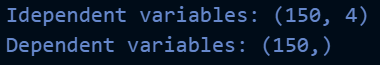 Idependent variables: (150, 4)
Dependent variables: (150,)